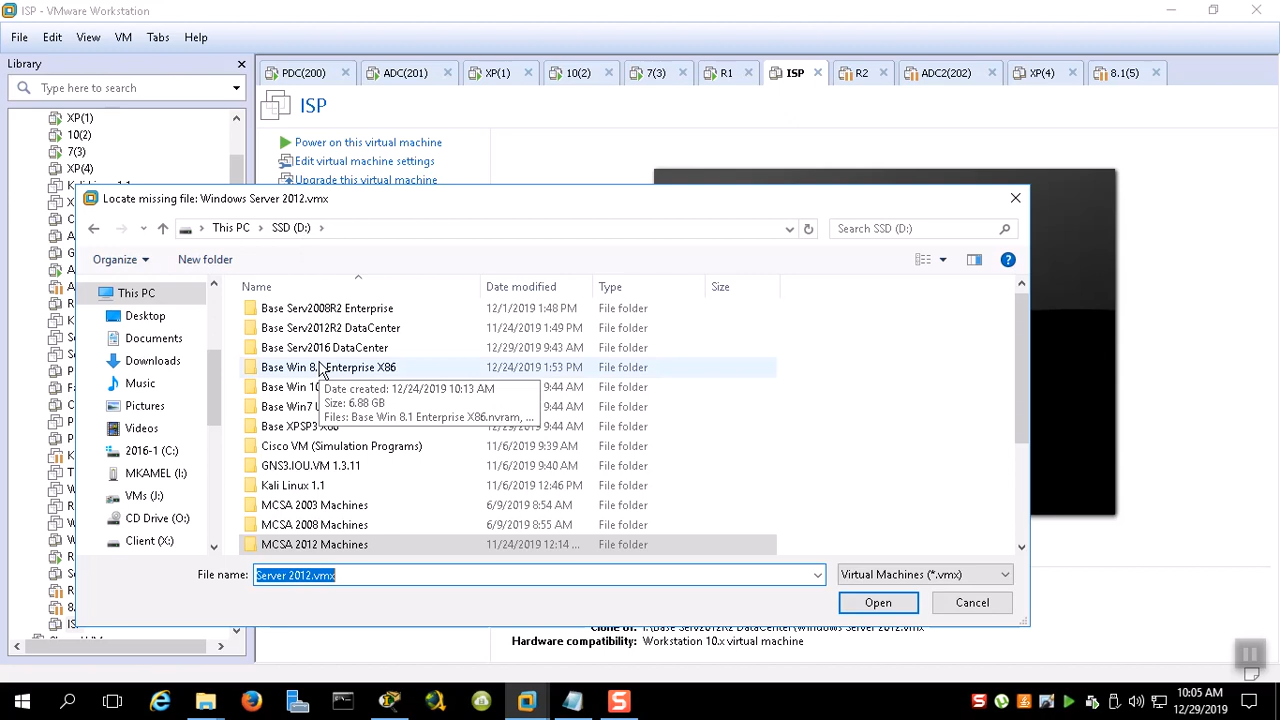 ISP - VMware Workstation
File Edit View VM Tabs Help
Library
Type here to search
PDC(200) ADC(201) XP(1) 10(2) 7(3) R1 ISP R2 ADC2(202) XP(4) 8.1(5)
ISP
XP(1)
10(2)
7(3)
XP(4)
Power on this virtual machine
Edit virtual machine settings
Upgrade this virtual machine
Locate missing file: Windows Server 2012.vmx
This PC SSD (D:)
Search SSD (D:)
Organize New folder
Name Date modified Type Size
This PC
Desktop
Documents
Downloads
Music
Pictures
Videos
2016-1 (C:)
MKAMEL (I:)
VMs (J:)
CD Drive (O:)
Client (X:)
Base Serv2008R2 Enterprise 12/1/2019 1:48 PM File folder
Base Serv2012R2 DataCenter 11/24/2019 1:49 PM File folder
Base Serv2016 DataCenter 12/29/2019 9:43 AM File folder
Base Win 8. Enterprise X86 12/24/2019 1:53 PM File folder
Base Win 10 9:44 AM File folder
Base Win7 9:44 AM File folder
Base XPSP3 X86 9:44 AM File folder
Date created: 12/24/2019 10:13 AM
Size: 6.88 GB
Files: Base Win 8.1 Enterprise X86.nvram, ...
Cisco VM (Simulation Programs) 11/6/2019 9:39 AM File folder
GNS3.IOU.VM 1.3.11 11/6/2019 9:40 AM File folder
Kali Linux 1.1 11/6/2019 12:46 PM File folder
MCSA 2003 Machines 6/9/2019 8:54 AM File folder
MCSA 2008 Machines 6/9/2019 8:55 AM File folder
MCSA 2012 Machines 11/24/2019 12:14 ... File folder
File name: Server 2012.vmx
Virtual Machines (*.vmx)
Open Cancel
Hardware compatibility: Workstation 10.x virtual machine
10:05 AM
12/29/2019